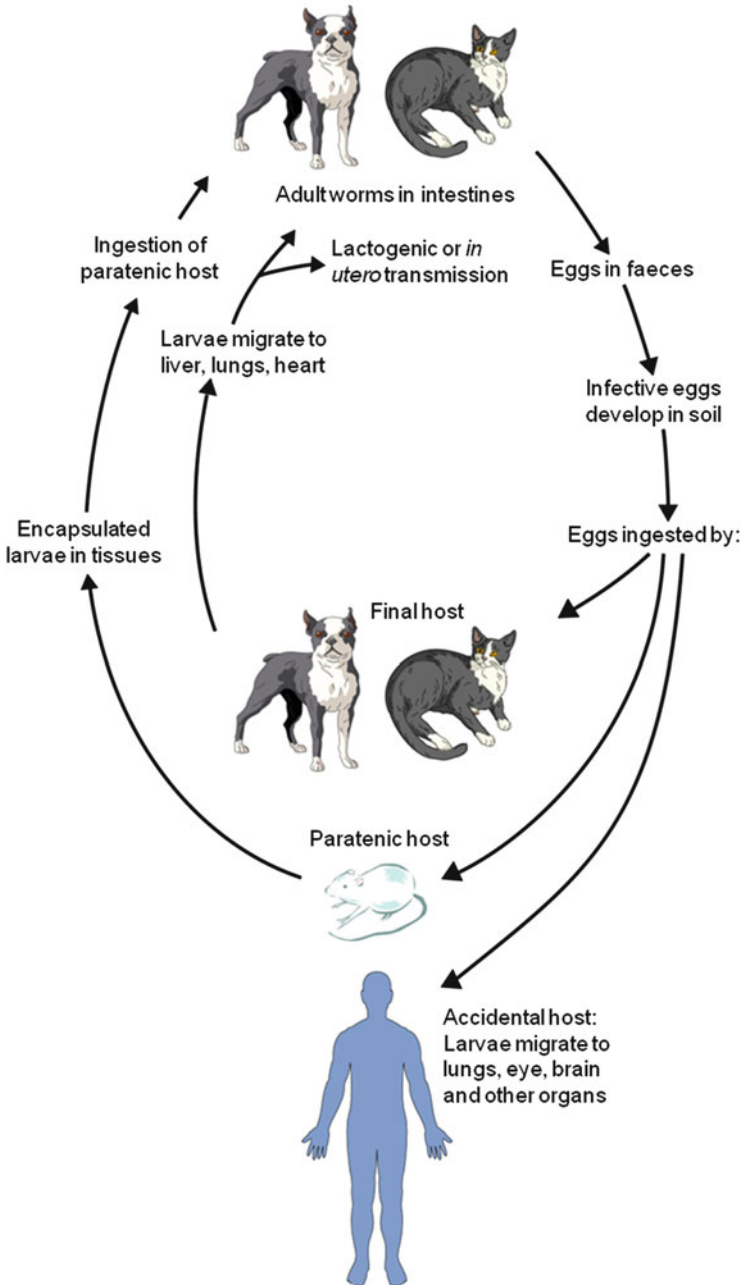 Adult worms in intestines
Ingestion of
paratenic host
Lactogenic or in
utero transmission
Eggs in faeces
Larvae migrate to
liver, lungs, heart
Infective eggs
develop in soil
Encapsulated
larvae in tissues
Eggs ingested by:
Final host
Paratenic host
Accidental host:
Larvae migrate to
lungs, eye, brain
and other organs